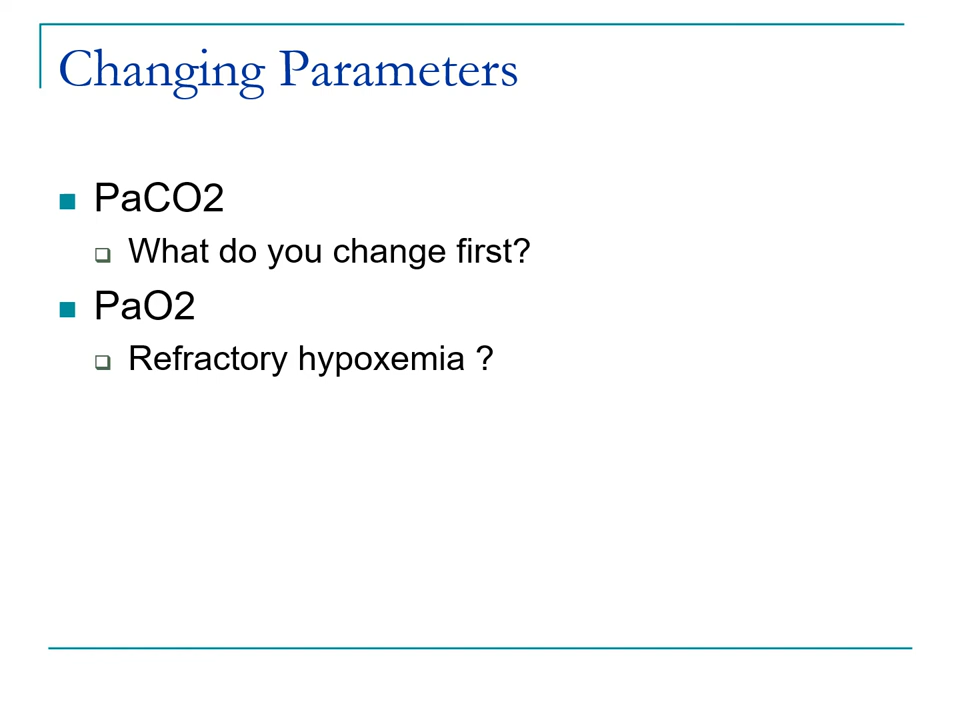 Changing Parameters
PaCO2
What do you change first?
PaO2
Refractory hypoxemia ?